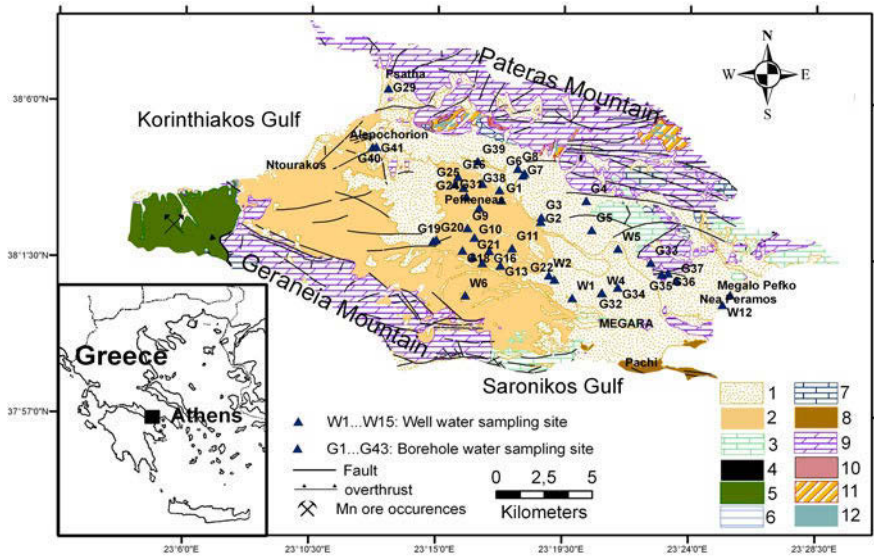 Pateras Mountain
N
W E
S
38°6'0"N
Psatha
G29
Korinthiakos Gulf
Alepochorion
G41
G40
G39
Ntourakos
G8
G6
G7
G25
G38
G1
G4
Perkeneas
G3
G9
G2
G5
G20
G19
G10
G11
W5
G21
38°1'30"N
G18
G16
G33
G13
G22
W2
G37
G35
G36
Megalo Pefko
Geraneia Mountain
W6
W1
W4
G34
G32
Nea Peramos
W12
MEGARA
Pachi
Saronikos Gulf
Greece
Athens
37°57'0"N
W1...W15: Well water sampling site
G1...G43: Borehole water sampling site
Fault
overthrust
Mn ore occurences
0 2,5 5
Kilometers
1
2
3
4
5
6
7
8
9
10
11
12
23°6'0"E
23°10'30"E
23°15'0"E
23°19'30"E
23°24'0"E
23°28'30"E